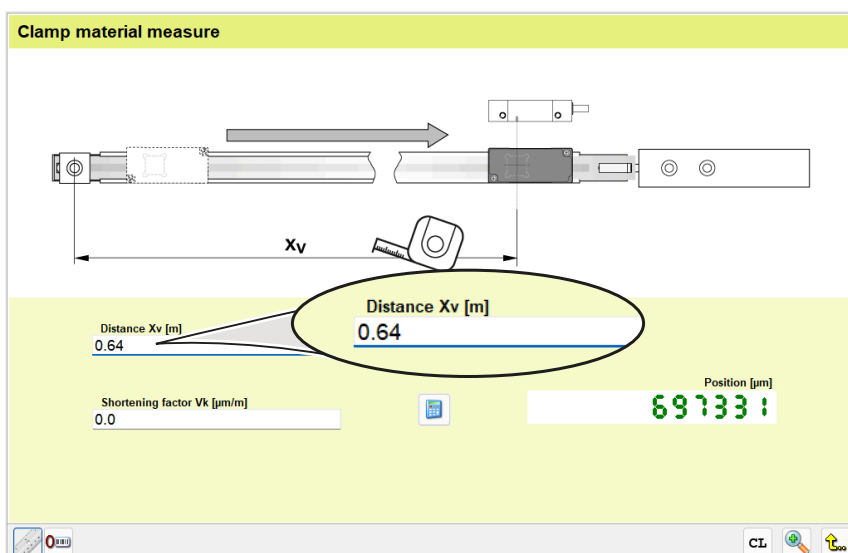 Clamp material measure
XV
Distance Xv [m]
0.64
Distance Xv [m]
0.64
Position [µm]
697331
Shortening factor Vk [µm/m]
0.0
CL